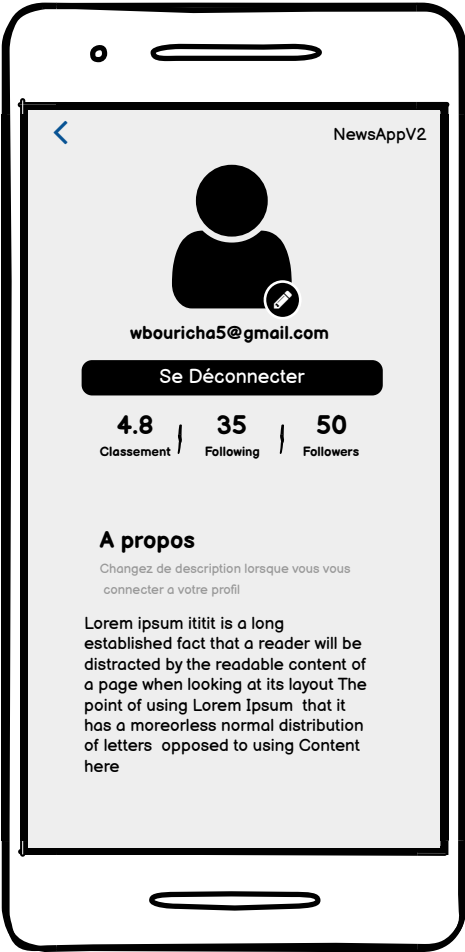 NewsAppV2
wbouricha5@gmail.com
Se Déconnecter
4.8 35 50
Classement Following Followers
A propos
Changez de description lorsque vous vous
connecter a votre profil
Lorem ipsum ititit is a long
established fact that a reader will be
distracted by the readable content of
a page when looking at its layout The
point of using Lorem Ipsum  that it
has a moreorless normal distribution
of letters  opposed to using Content
here